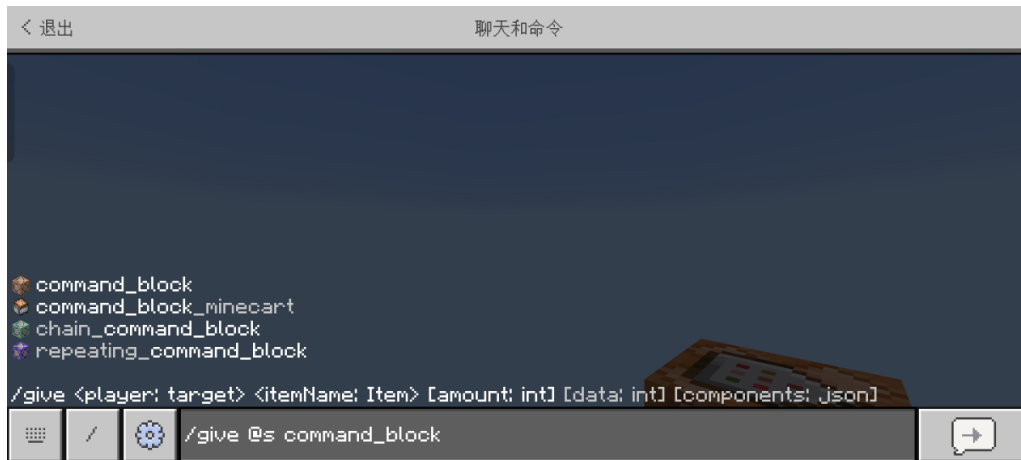 < 退出
聊天和命令
command_block
command_block_minecart
chain_command_block
repeating_command_block
/give <player: target> <itemName: Item> [amount: int] [data: int] [components: json]
/
/give @s command_block